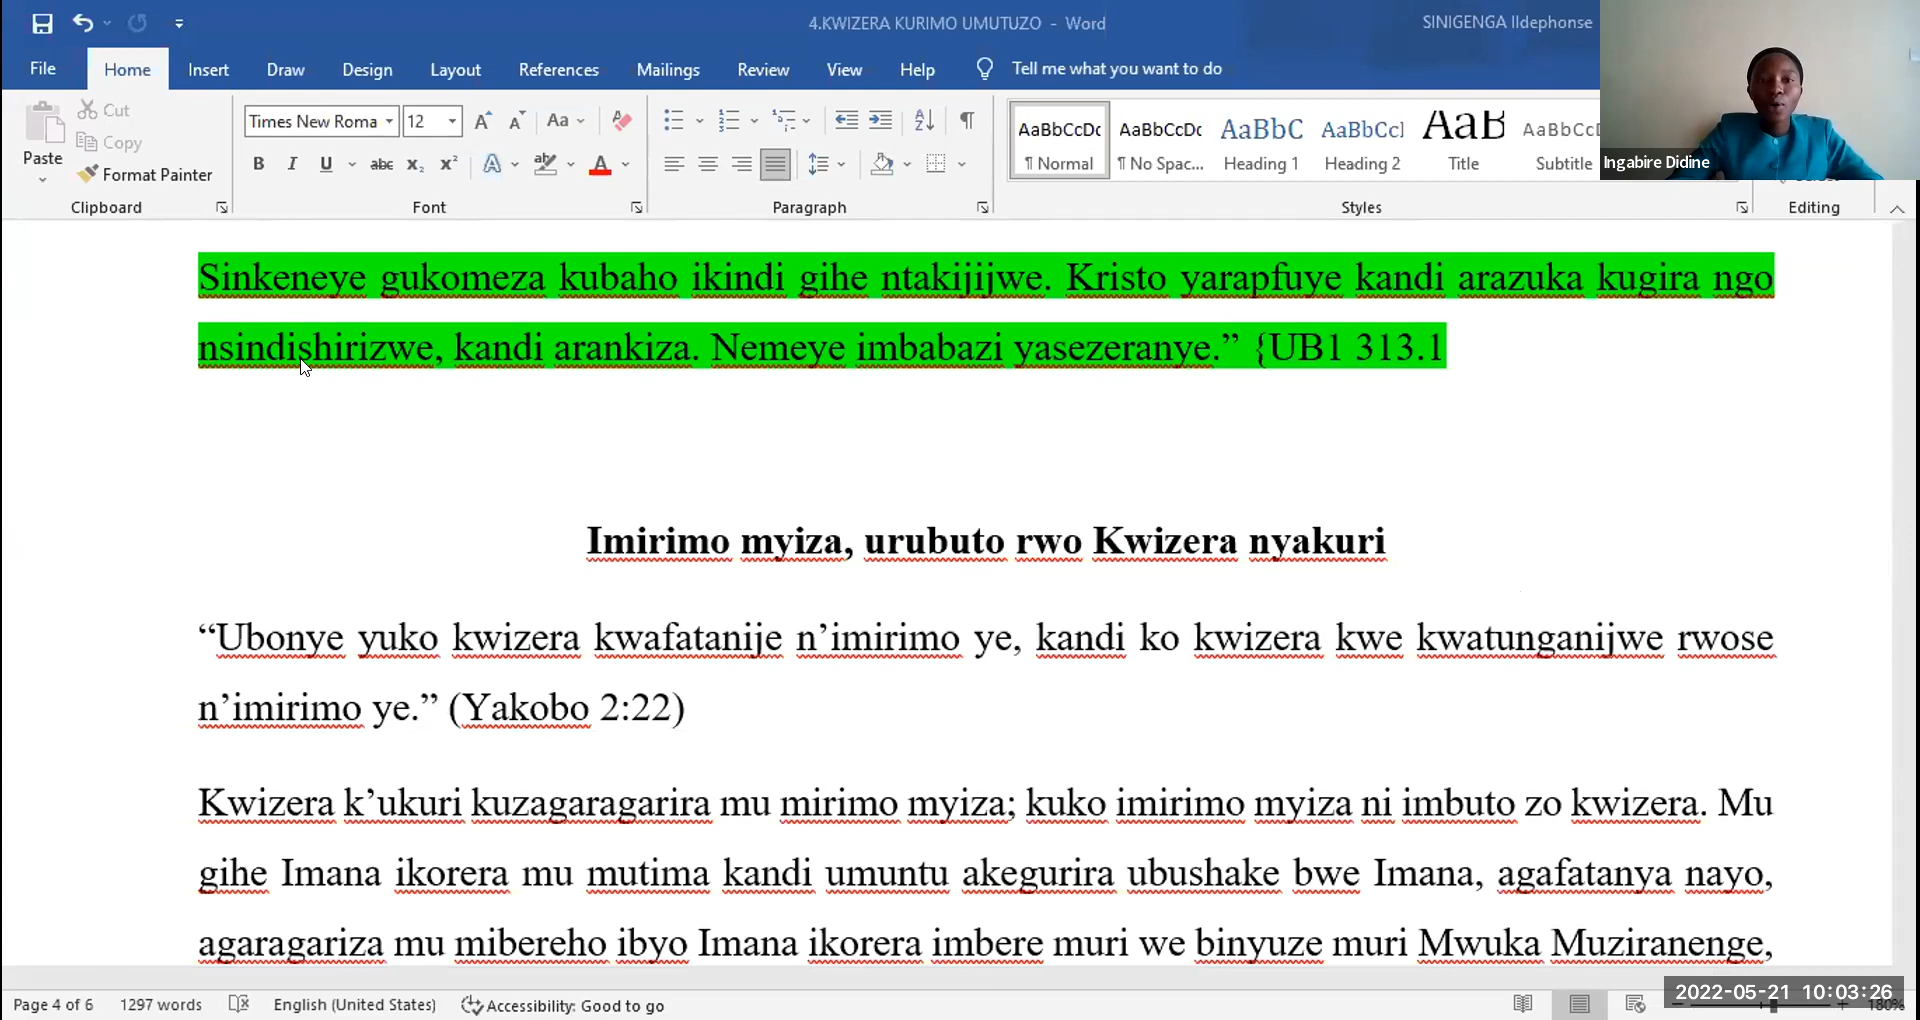 4.KWIZERA KURIMO UMUTUZO - Word
SINIGENGA Ildephonse
File Home Insert Draw Design Layout References Mailings Review View Help Tell me what you want to do
Cut
Copy
Paste
Format Painter
Clipboard
Times New Roma 12
Font
Paragraph
AaBbCcDc AaBbCcDc AaBbC AaBbCcl AaB AaBbCcD
¶ Normal ¶ No Spac... Heading 1 Heading 2 Title Subtitle
Styles
Editing
Ingabire Didine
Sinkeneye gukomeza kubaho ikindi gihe ntakijijwe. Kristo yarapfuye kandi arazuka kugira ngo
nsindishirizwe, kandi arankiza. Nemeye imbabazi yasezeranye.” {UB1 313.1
Imirimo myiza, urubuto rwo Kwizera nyakuri
“Ubonye yuko kwizera kwafatanije n’imirimo ye, kandi ko kwizera kwe kwatunganijwe rwose
n’imirimo ye.” (Yakobo 2:22)
Kwizera k’ukuri kuzagaragarira mu mirimo myiza; kuko imirimo myiza ni imbuto zo kwizera. Mu
gihe Imana ikorera mu mutima kandi umuntu akegurira ubushake bwe Imana, agafatanya nayo,
agaragariza mu mibereho ibyo Imana ikorera imbere muri we binyuze muri Mwuka Muziranenge,
Page 4 of 6 1297 words English (United States) Accessibility: Good to go
2022-05-21 10:03:26
180%